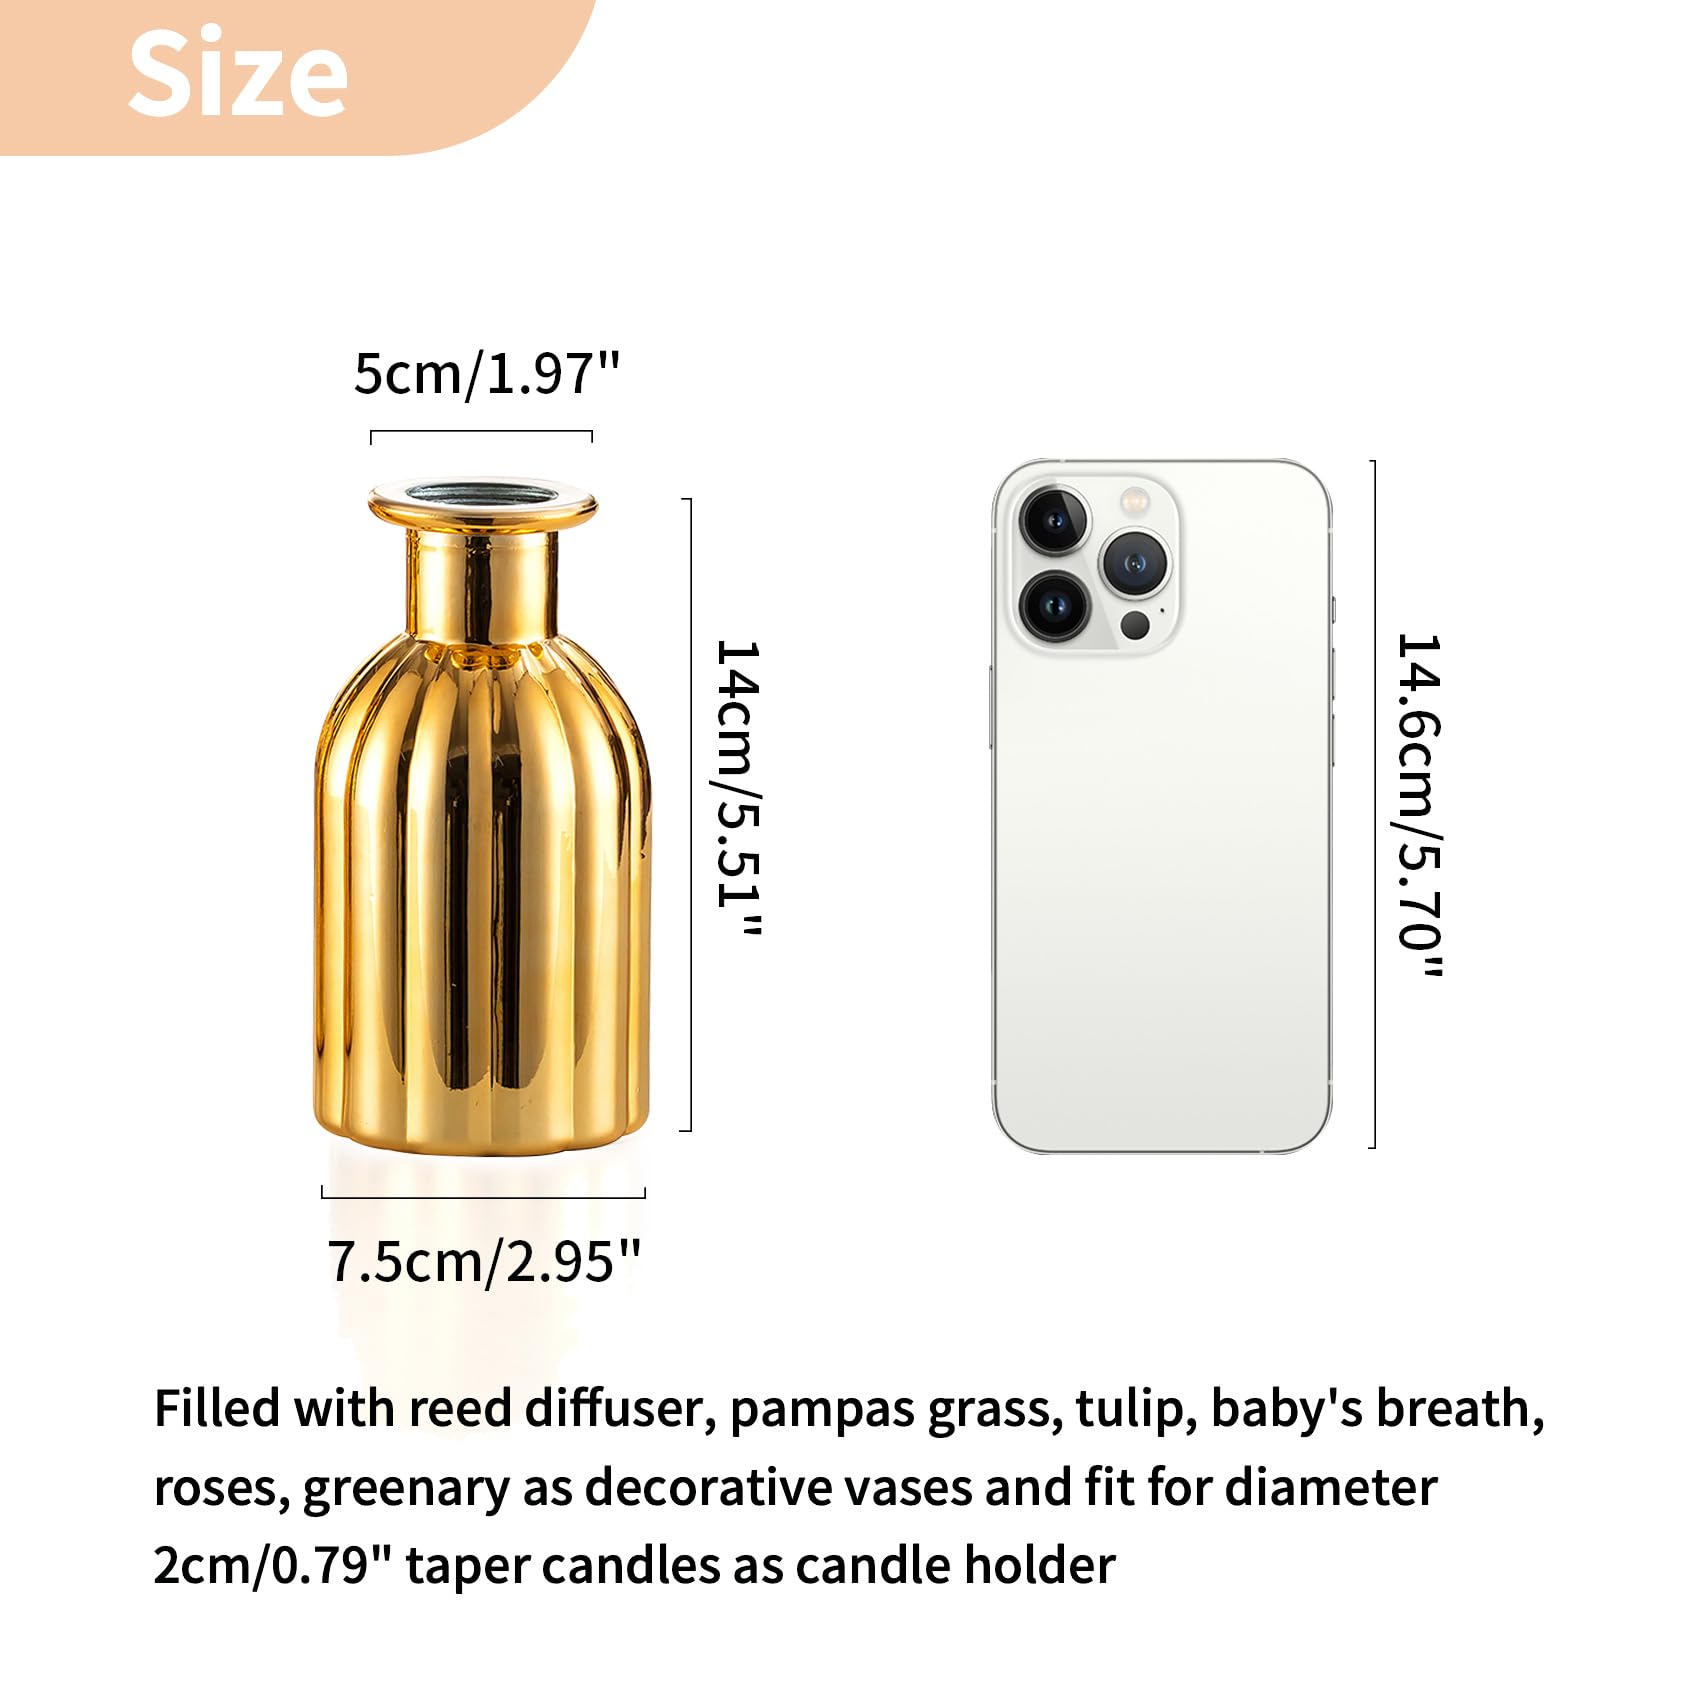 Size
5cm/1.97"
14cm/5.51"
14.6cm/5.70"
7.5cm/2.95"
Filled with reed diffuser, pampas grass, tulip, baby's breath,
roses, greenary as decorative vases and fit for diameter
2cm/0.79" taper candles as candle holder